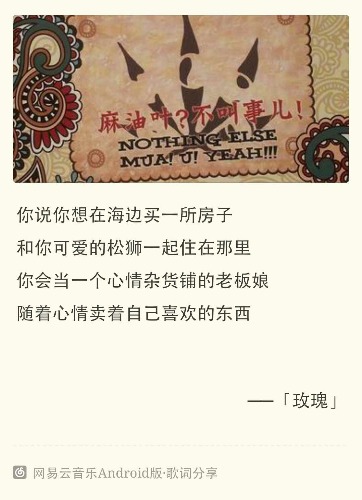 麻油叶?不叫事儿!
NOTHING ELSE
MUA! U! YEAH!!!
你说你想在海边买一所房子
和你可爱的松狮一起住在那里
你会当一个心情杂货铺的老板娘
随着心情卖着自己喜欢的东西
——「玫瑰」
网易云音乐Android版·歌词分享